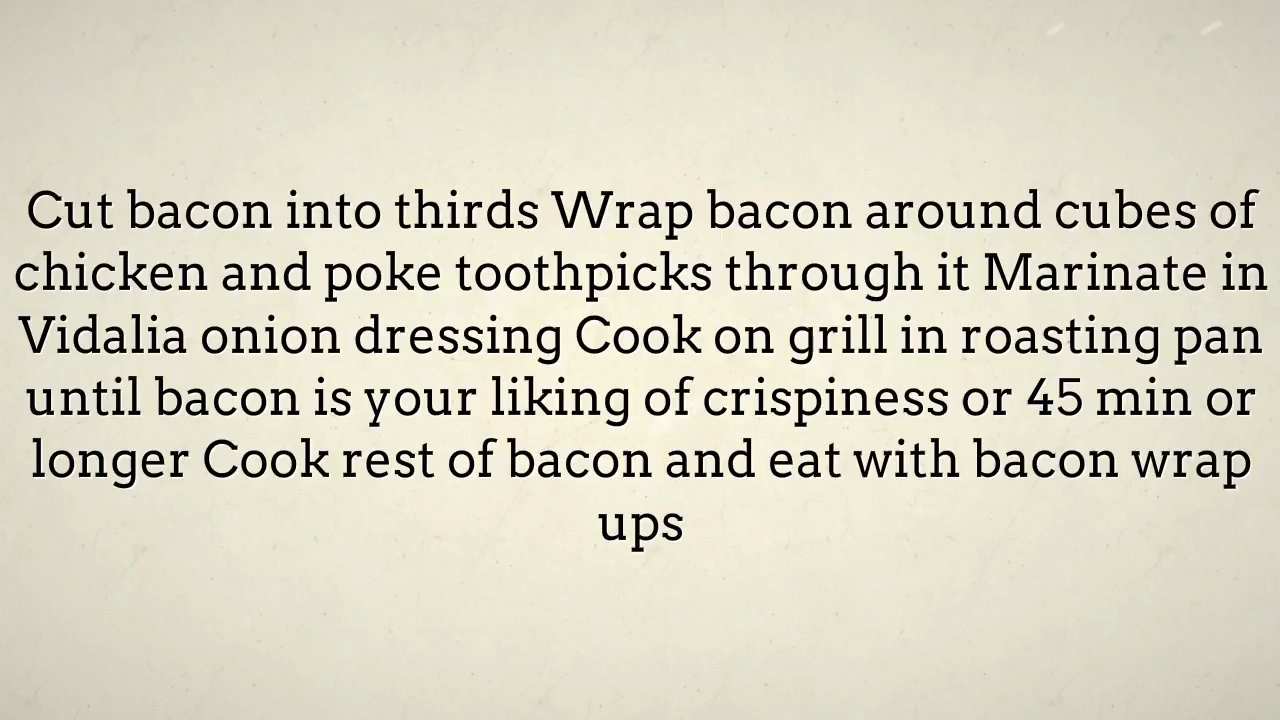 Cut bacon into thirds Wrap bacon around cubes of
chicken and poke toothpicks through it Marinate in
Vidalia onion dressing Cook on grill in roasting pan
until bacon is your liking of crispiness or 45 min or
longer Cook rest of bacon and eat with bacon wrap
ups